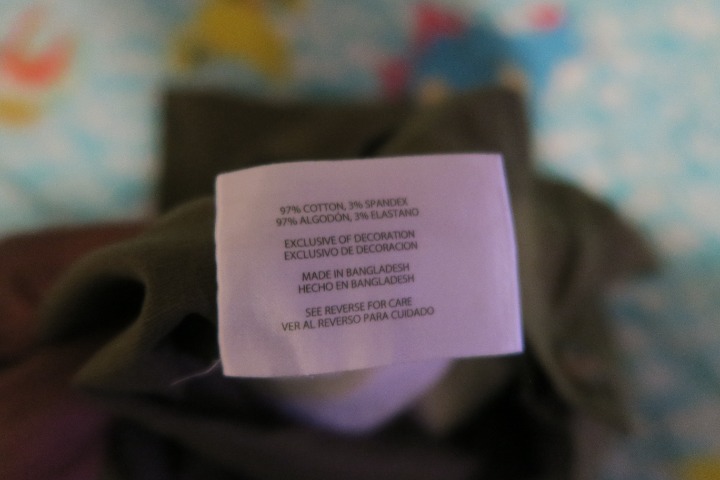 97% COTTON, 3% SPANDEX
97% ALGODÓN, 3% ELASTANO
EXCLUSIVE OF DECORATION
EXCLUSIVO DE DECORACION
MADE IN BANGLADESH
HECHO EN BANGLADESH
SEE REVERSE FOR CARE
VER AL REVERSO PARA CUIDADO